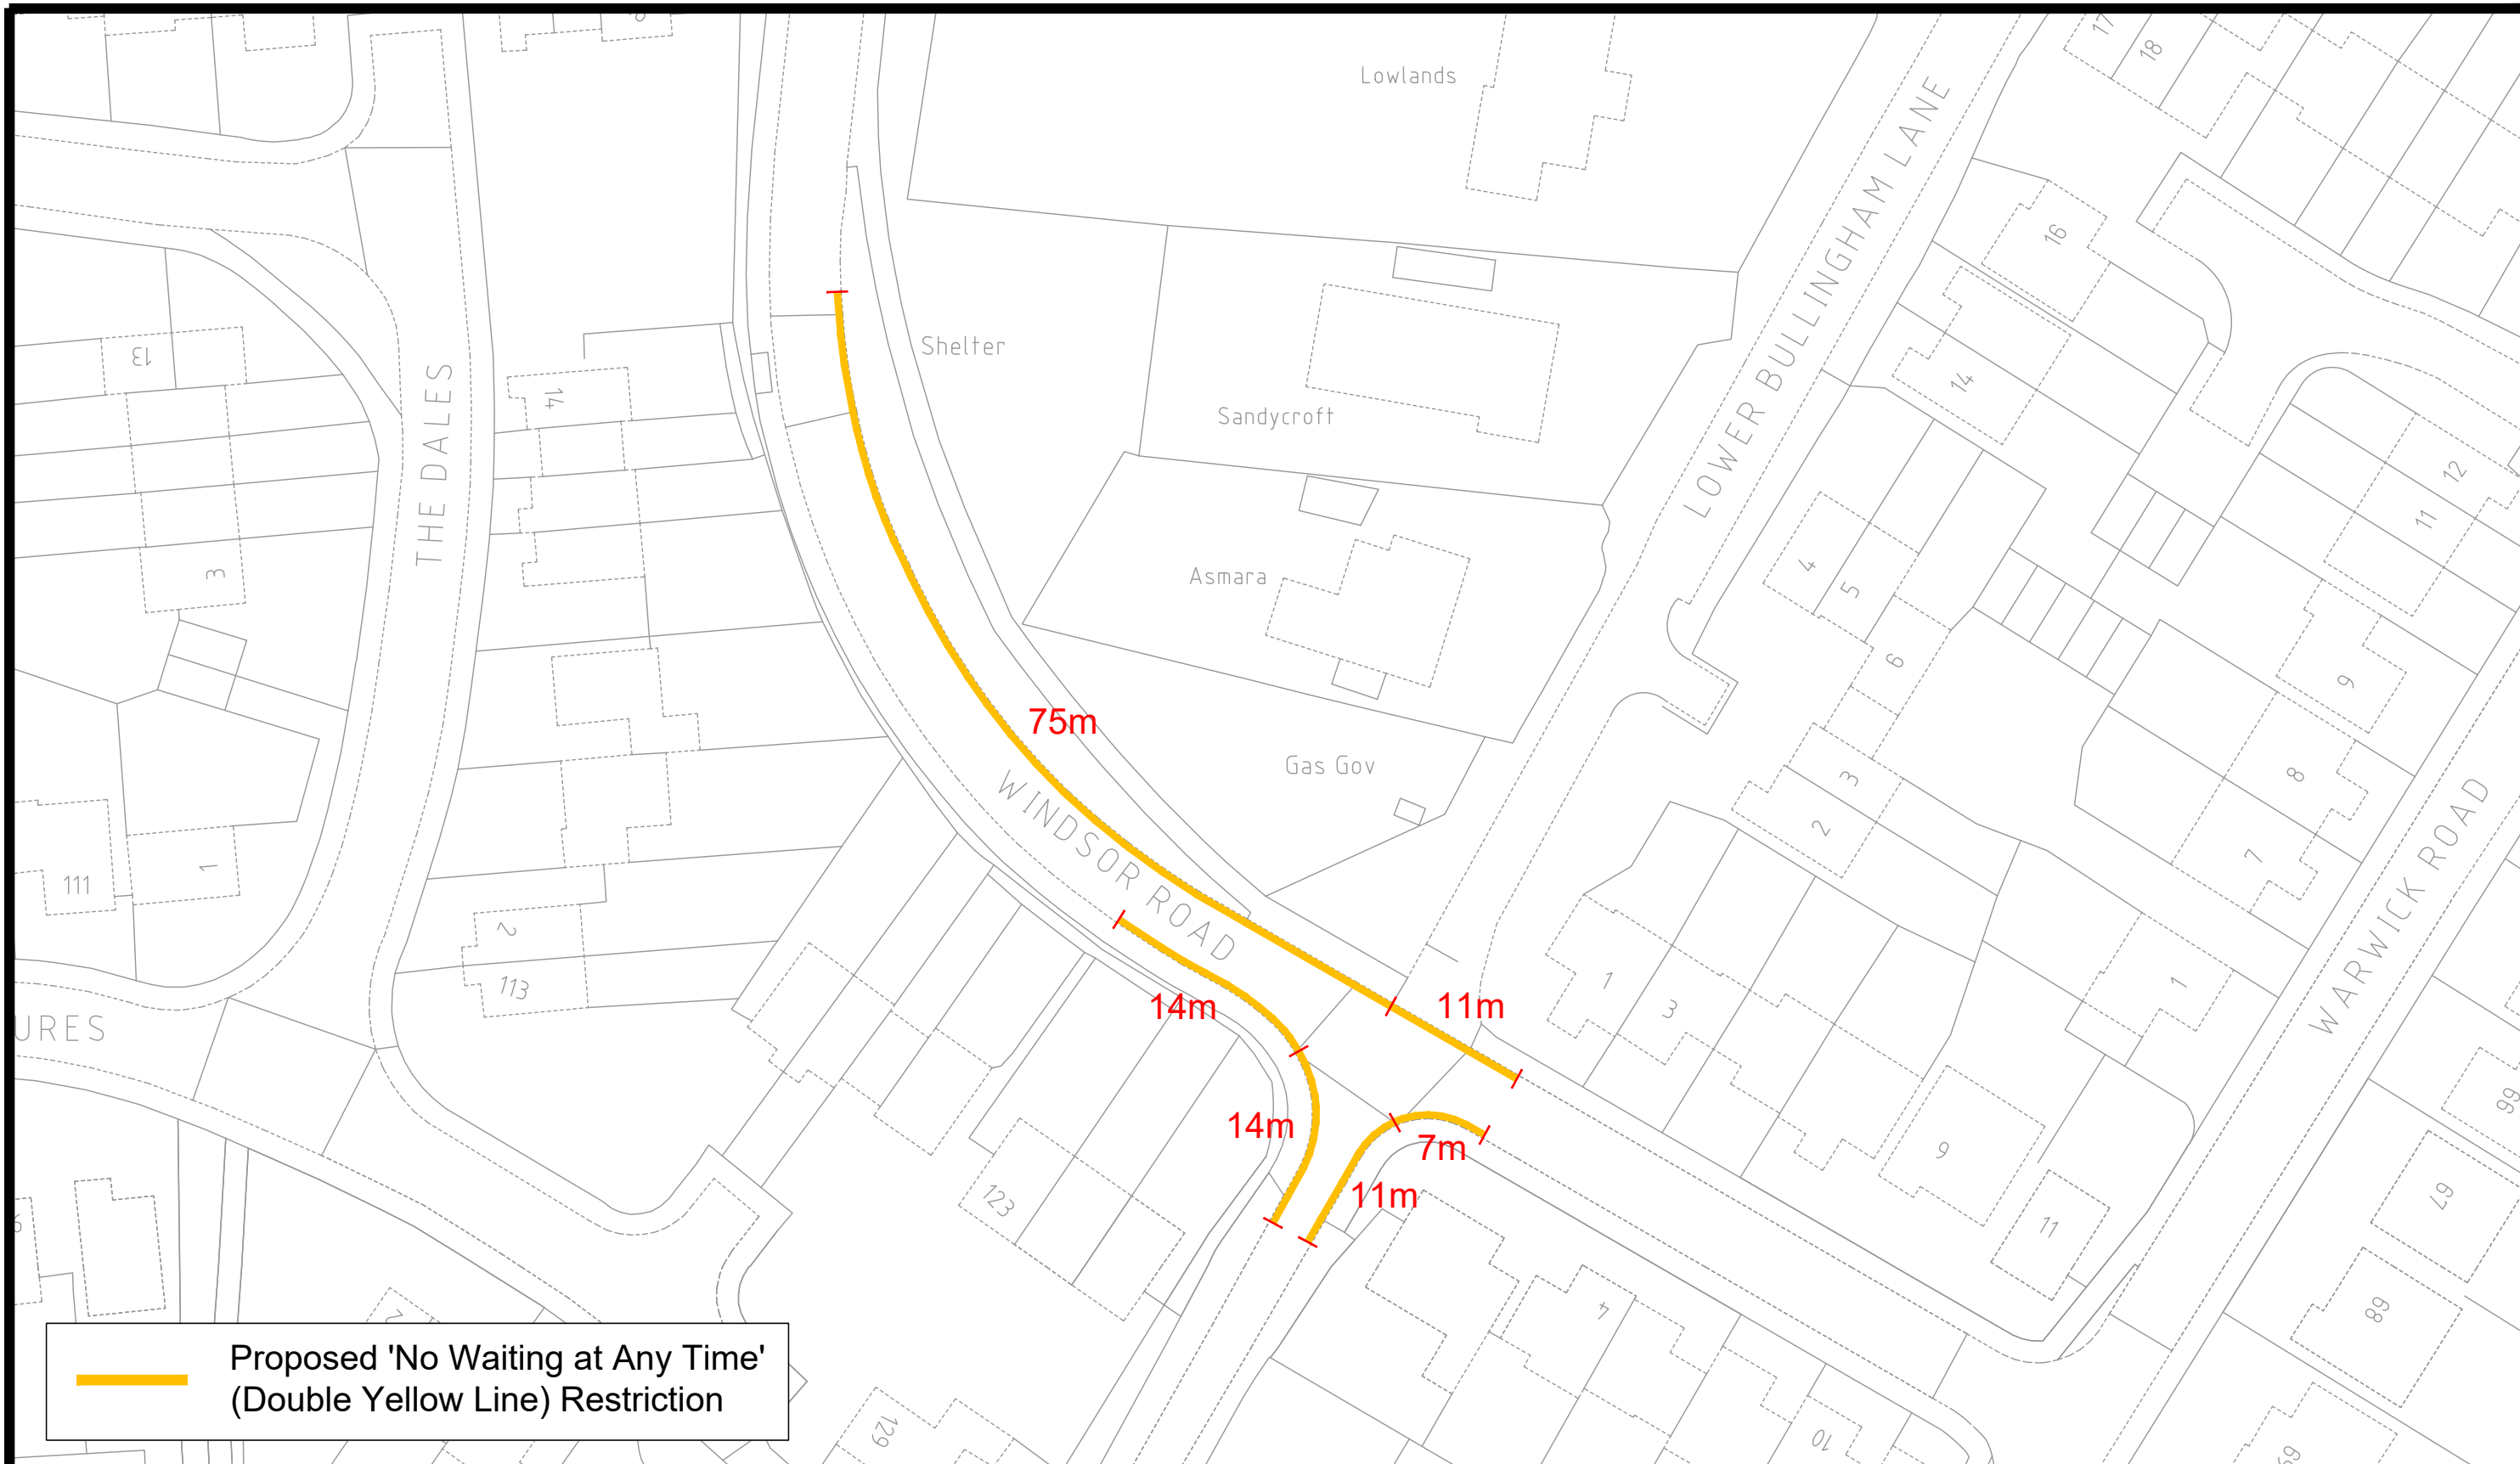 17
18
Lowlands
LOWER BULLINGHAM LANE
16
Shelter
13
THE DALES
14
14
Sandycroft
12
11
4
5
Asmara
3
6
9
75m
Gas Gov
WINDSOR ROAD
3
2
8
7
WARWICK ROAD
111
1
2
113
14m
11m
1
3
1
URES
14m
7m
11m
9
66
123
11
67
4
68
129
10
69
Proposed 'No Waiting at Any Time'
(Double Yellow Line) Restriction